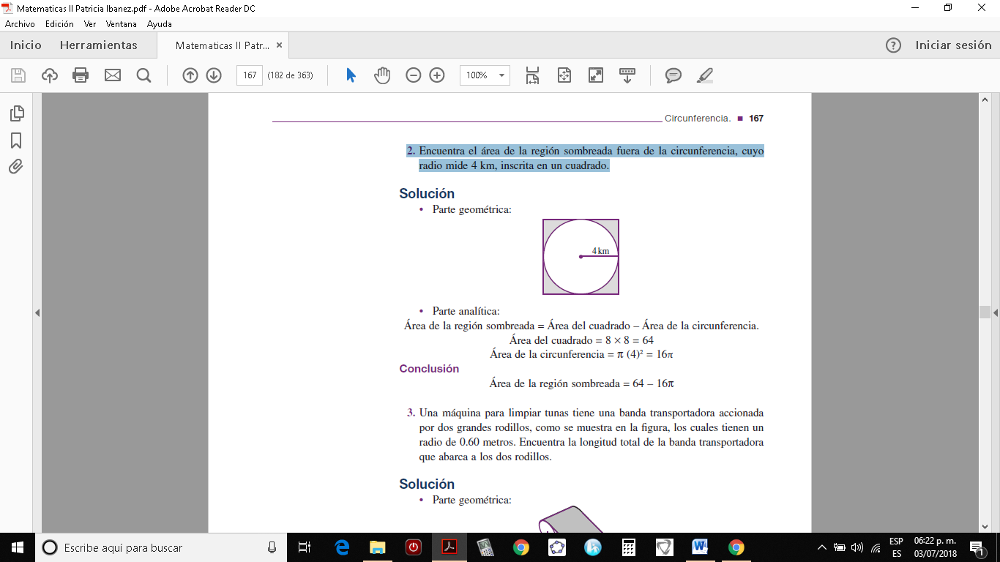 Matematicas II Patricia Ibanez.pdf - Adobe Acrobat Reader DC
Archivo Edición Ver Ventana Ayuda
Inicio Herramientas Matematicas II Patr... × Iniciar sesión
167 (182 de 363) 100%
Circunferencia. ■ 167
2. Encuentra el área de la región sombreada fuera de la circunferencia, cuyo
radio mide 4 km, inscrita en un cuadrado.
Solución
• Parte geométrica:
4 km
• Parte analítica:
Área de la región sombreada = Área del cuadrado – Área de la circunferencia.
Área del cuadrado = 8 × 8 = 64
Área de la circunferencia = π (4)² = 16π
Conclusión
Área de la región sombreada = 64 – 16π
3. Una máquina para limpiar tunas tiene una banda transportadora accionada
por dos grandes rodillos, como se muestra en la figura, los cuales tienen un
radio de 0.60 metros. Encuentra la longitud total de la banda transportadora
que abarca a los dos rodillos.
Solución
• Parte geométrica:
Escribe aquí para buscar
ESP 06:22 p. m.
ES 03/07/2018
1